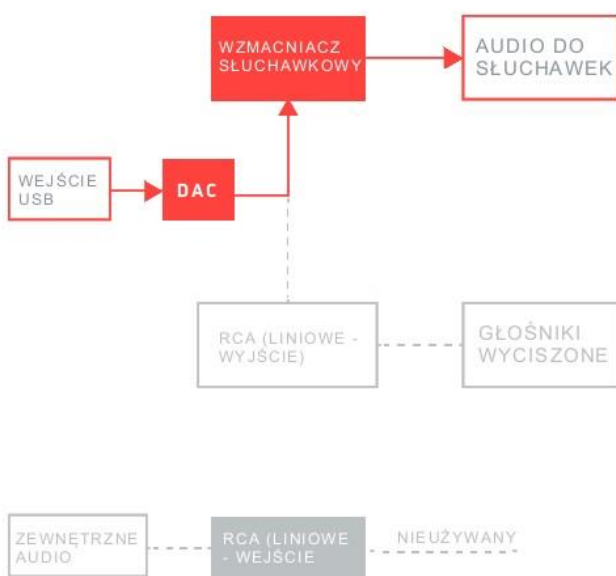 WZMACNIACZ
SŁUCHAWKOWY
AUDIO DO
SŁUCHAWEK
WEJŚCIE
USB
DAC
RCA (LINIOWE -
WYJŚCIE)
GŁOŚNIKI
WYCISZONE
ZEWNĘTRZNE
AUDIO
RCA (LINIOWE
- WEJŚCIE
NIEUŻYWANY